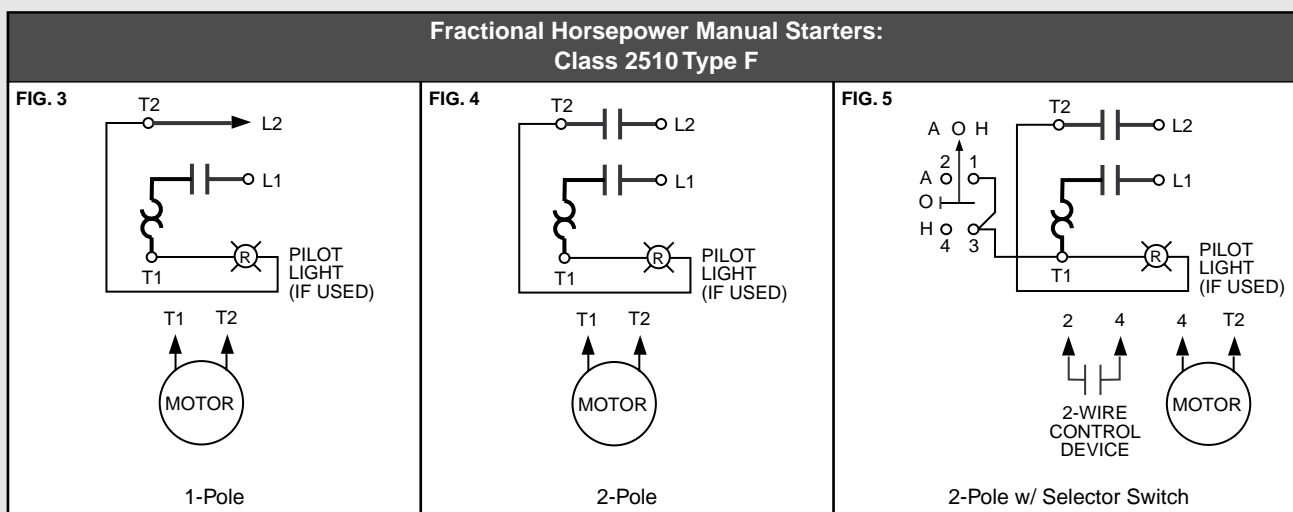 Fractional Horsepower Manual Starters:
Class 2510 Type F
FIG. 3
T2
L2
L1
R
T1
PILOT
LIGHT
(IF USED)
T1 T2
MOTOR
1-Pole
FIG. 4
T2
L2
L1
R
T1
PILOT
LIGHT
(IF USED)
T1 T2
MOTOR
2-Pole
FIG. 5
A O H
2 1
A
O
H
4 3
T2
L2
L1
R
T1
PILOT
LIGHT
(IF USED)
2 4
2-WIRE
CONTROL
DEVICE
4 T2
MOTOR
2-Pole w/ Selector Switch